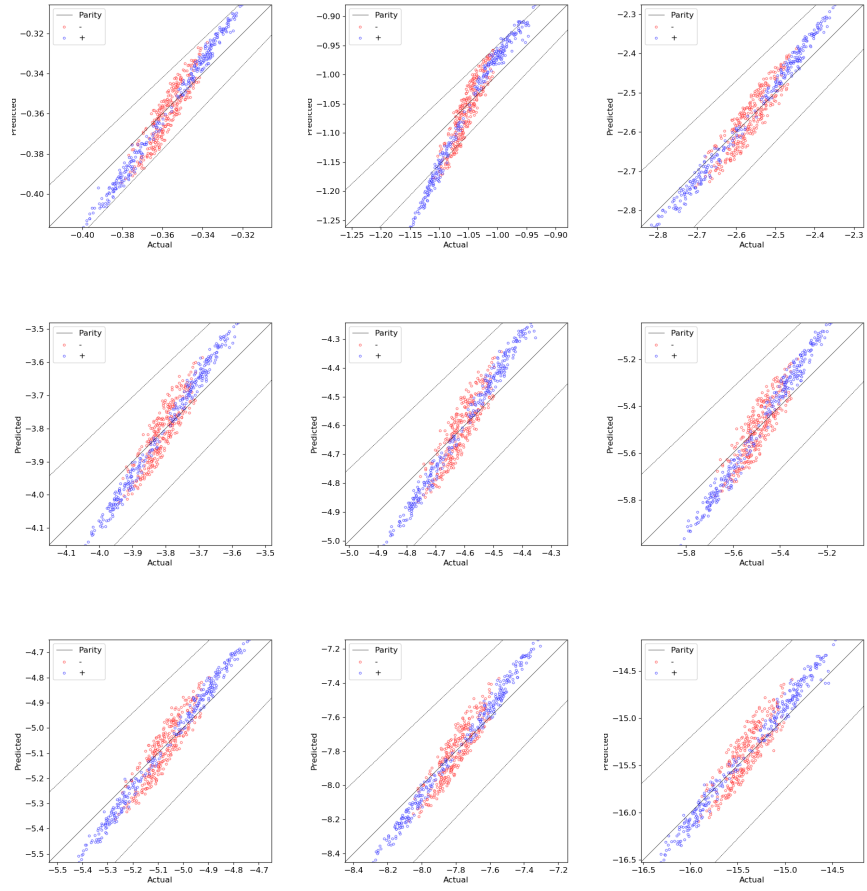 Parity
-
+
−0.32
−0.34
−0.36
−0.38
−0.40
Predicted
−0.40 −0.38 −0.36 −0.34 −0.32
Actual
Parity
-
+
−0.90
−0.95
−1.00
−1.05
−1.10
−1.15
−1.20
−1.25
Predicted
−1.25 −1.20 −1.15 −1.10 −1.05 −1.00 −0.95 −0.90
Actual
Parity
-
+
−2.3
−2.4
−2.5
−2.6
−2.7
−2.8
Predicted
−2.8 −2.7 −2.6 −2.5 −2.4 −2.3
Actual
Parity
-
+
−3.5
−3.6
−3.7
−3.8
−3.9
−4.0
−4.1
Predicted
−4.1 −4.0 −3.9 −3.8 −3.7 −3.6 −3.5
Actual
Parity
-
+
−4.3
−4.4
−4.5
−4.6
−4.7
−4.8
−4.9
−5.0
Predicted
−5.0 −4.9 −4.8 −4.7 −4.6 −4.5 −4.4 −4.3
Actual
Parity
-
+
−5.2
−5.4
−5.6
−5.8
Predicted
−5.8 −5.6 −5.4 −5.2
Actual
Parity
-
+
−4.7
−4.8
−4.9
−5.0
−5.1
−5.2
−5.3
−5.4
−5.5
Predicted
−5.5 −5.4 −5.3 −5.2 −5.1 −5.0 −4.9 −4.8 −4.7
Actual
Parity
-
+
−7.2
−7.4
−7.6
−7.8
−8.0
−8.2
−8.4
Predicted
−8.4 −8.2 −8.0 −7.8 −7.6 −7.4 −7.2
Actual
Parity
-
+
−14.5
−15.0
−15.5
−16.0
−16.5
Predicted
−16.5 −16.0 −15.5 −15.0 −14.5
Actual